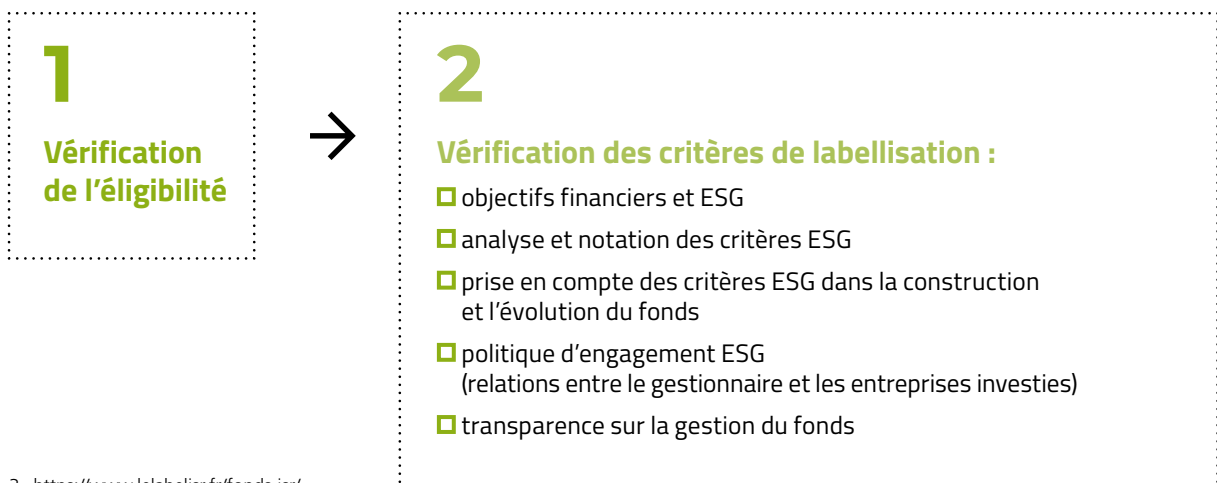 1
Vérification
de l'éligibilité
→
2
Vérification des critères de labellisation :
objectifs financiers et ESG
analyse et notation des critères ESG
prise en compte des critères ESG dans la construction
et l'évolution du fonds
politique d'engagement ESG
(relations entre le gestionnaire et les entreprises investies)
transparence sur la gestion du fonds